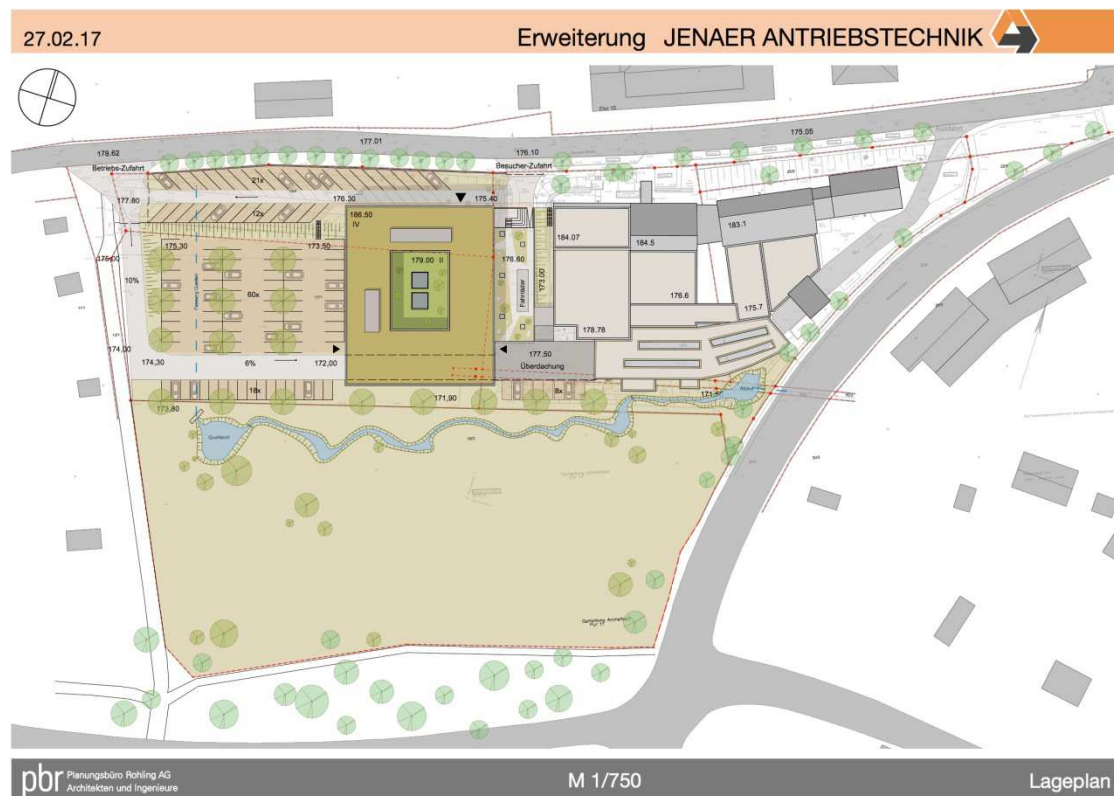 27.02.17
Erweiterung JENAER ANTRIEBSTECHNIK
178.62
177.01
176.10
175.05
Betriebs-Zufahrt
Besucher-Zufahrt
21x
177.80
176.30
175.40
12x
186.50
IV
183.1
184.07
184.5
175,30
173,50
175,00
179.00 II
176.60
10%
60x
Fahrräder
173.00
176.6
175.7
178.78
174,00
174,30
6%
172,00
177.50
Überdachung
18x
8x
173,80
171,90
Quellteich
pbr Planungsbüro Rohling AG
Architekten und Ingenieure
M 1/750
Lageplan